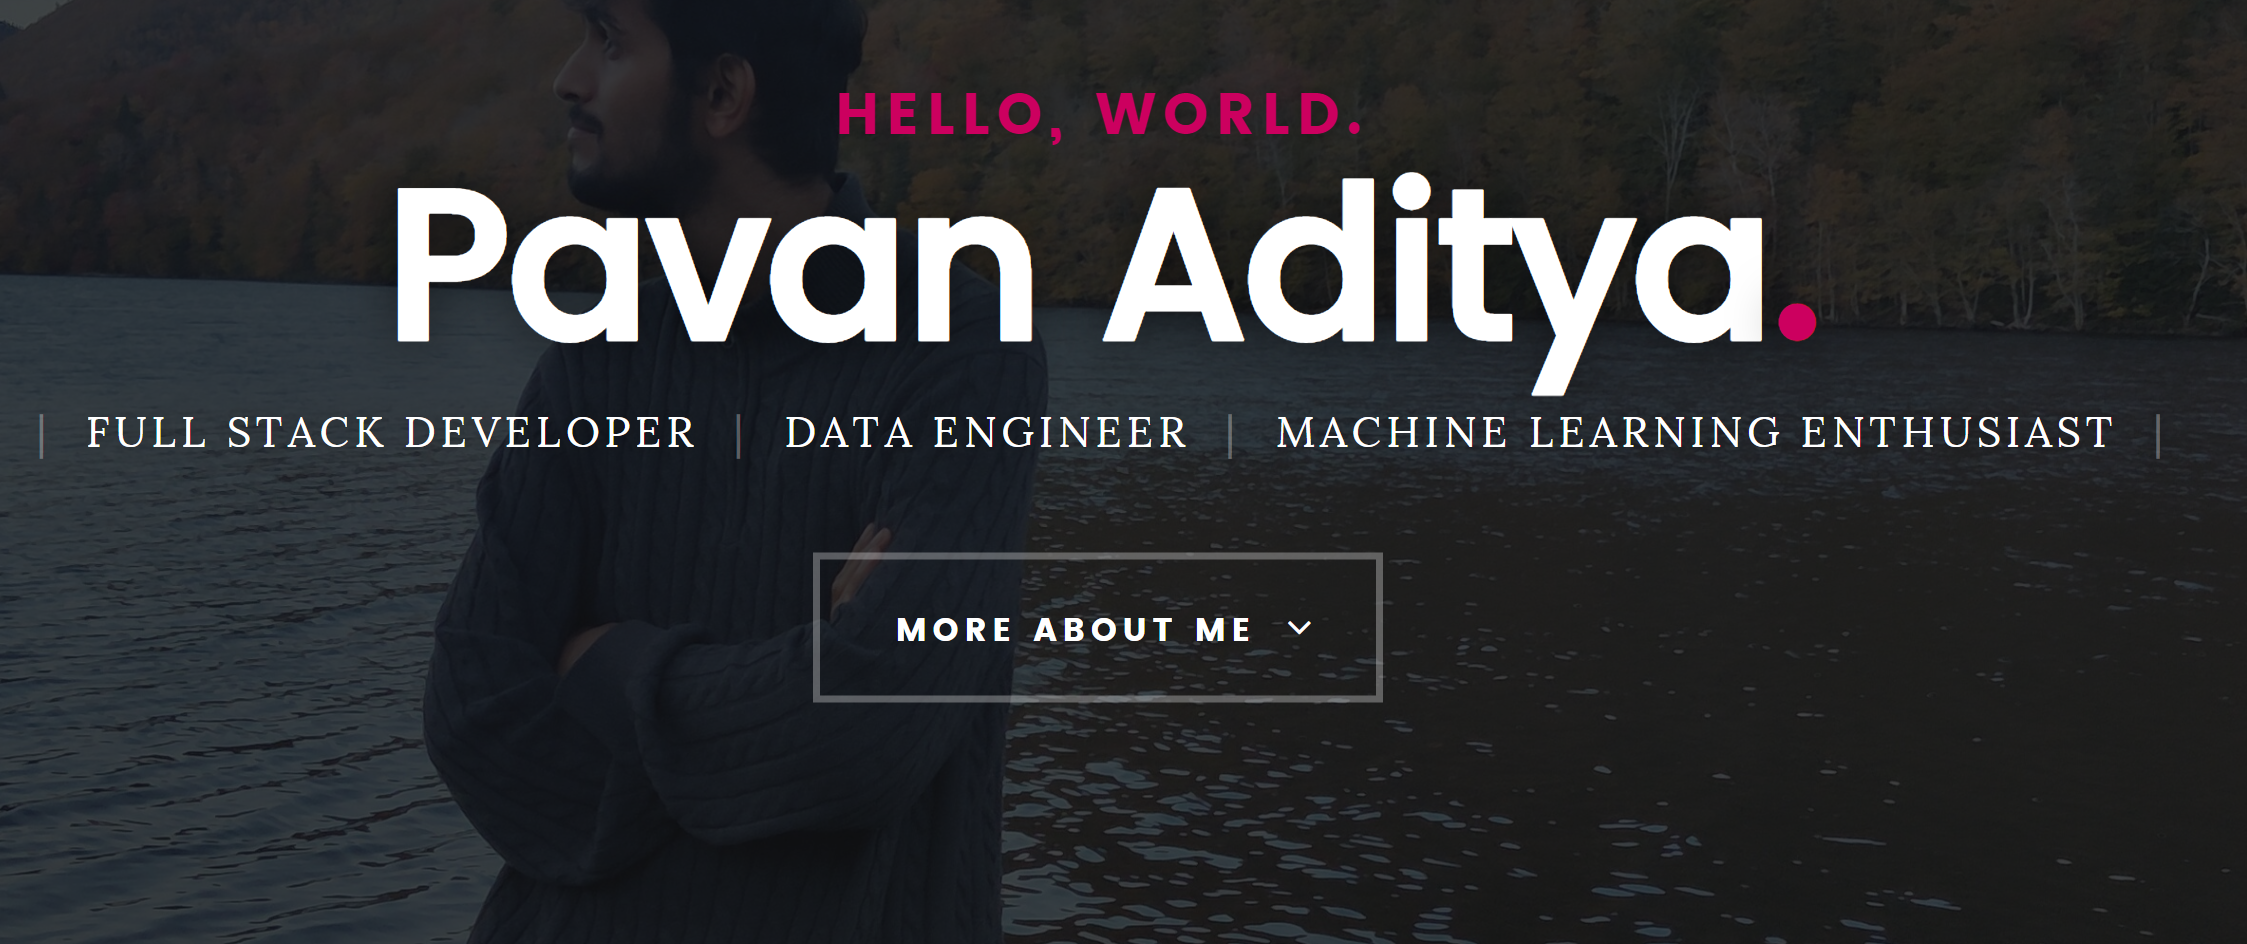 HELLO, WORLD.
Pavan Aditya.
| FULL STACK DEVELOPER | DATA ENGINEER | MACHINE LEARNING ENTHUSIAST |
MORE ABOUT ME